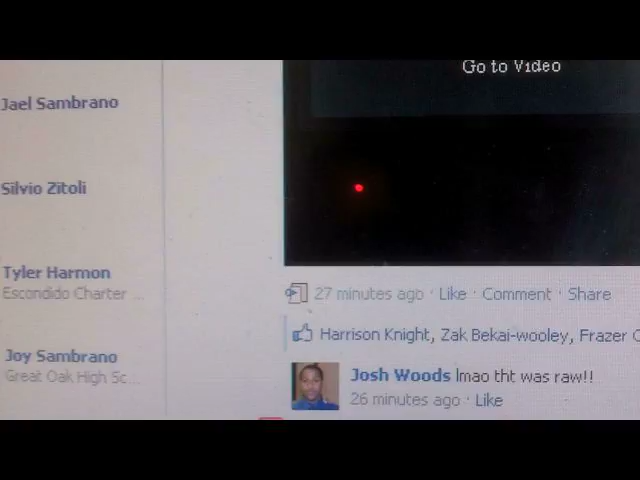 Go to Video
Jael Sambrano
Silvio Zitoli
Tyler Harmon
Escondido Charter ...
Joy Sambrano
Great Oak High Sc...
27 minutes ago · Like · Comment · Share
Harrison Knight, Zak Bekai-wooley, Frazer
Josh Woods lmao tht was raw!!
26 minutes ago · Like